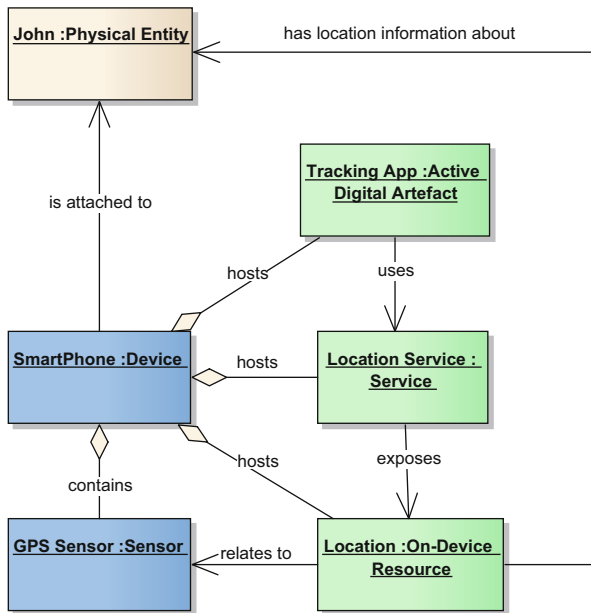 John :Physical Entity
has location information about
Tracking App :Active
Digital Artefact
is attached to
hosts
uses
SmartPhone :Device
hosts
Location Service :
Service
hosts
exposes
contains
GPS Sensor :Sensor
relates to
Location :On-Device
Resource